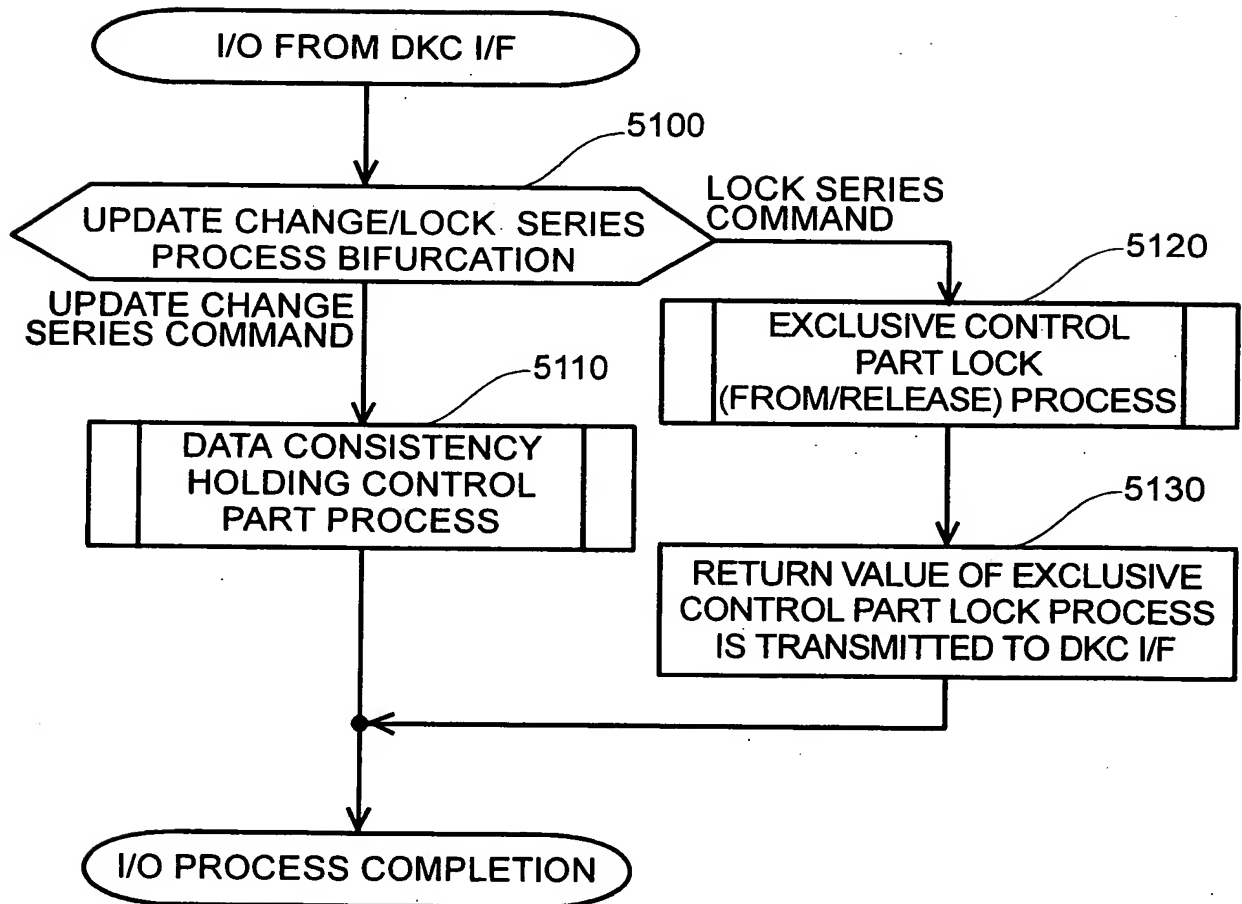 I/O FROM DKC I/F
5100
UPDATE CHANGE/LOCK SERIES
PROCESS BIFURCATION
LOCK SERIES
COMMAND
UPDATE CHANGE
SERIES COMMAND
5120
EXCLUSIVE CONTROL
PART LOCK
(FROM/RELEASE) PROCESS
5110
DATA CONSISTENCY
HOLDING CONTROL
PART PROCESS
5130
RETURN VALUE OF EXCLUSIVE
CONTROL PART LOCK PROCESS
IS TRANSMITTED TO DKC I/F
I/O PROCESS COMPLETION